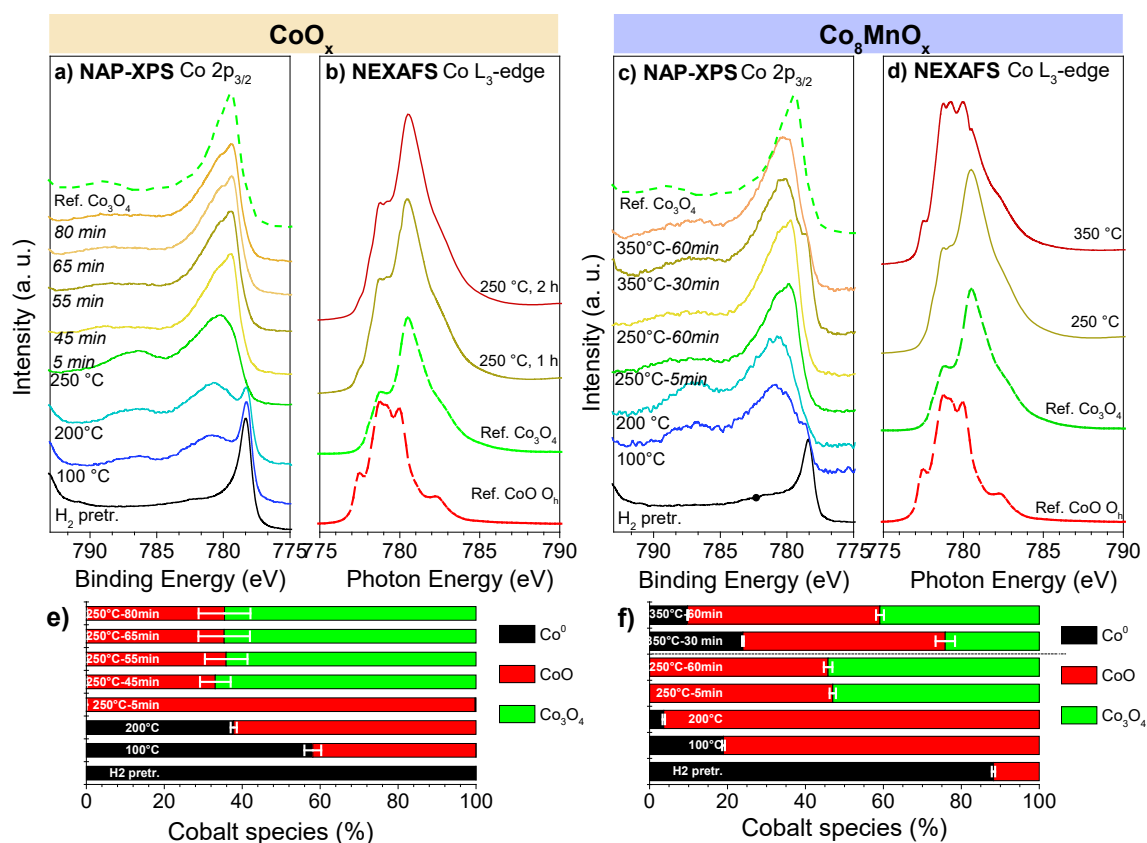 CoOₓ
Co₈MnOₓ
a) NAP-XPS Co 2p₃/₂
b) NEXAFS Co L₃-edge
c) NAP-XPS Co 2p₃/₂
d) NEXAFS Co L₃-edge
Intensity (a. u.)
Ref. Co₃O₄
80 min
65 min
55 min
45 min
5 min
250 °C
200°C
100 °C
H₂ pretr.
790 785 780 775
Binding Energy (eV)
250 °C, 2 h
250 °C, 1 h
Ref. Co₃O₄
Ref. CoO Oₕ
775 780 785 790
Photon Energy (eV)
Intensity (a. u.)
Ref. Co₃O₄
350°C-60min
350°C-30min
250°C-60min
250°C-5min
200 °C
100°C
H₂ pretr.
790 785 780 775
Binding Energy (eV)
350 °C
250 °C
Ref. Co₃O₄
Ref. CoO Oₕ
775 780 785 790
Photon Energy (eV)
e)
250°C-80min
250°C-65min
250°C-55min
250°C-45min
250°C-5min
200°C
100°C
H2 pretr.
0 20 40 60 80 100
Cobalt species (%)
Co⁰
CoO
Co₃O₄
f)
350°C-60min
350°C-30 min
250°C-60min
250°C-5min
200°C
100°C
H2 pretr.
0 20 40 60 80 100
Cobalt species (%)
Co⁰
CoO
Co₃O₄